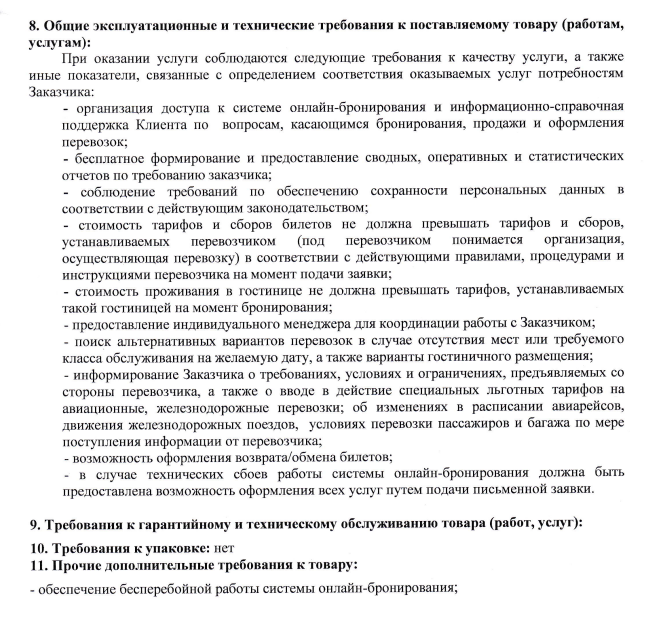 8. Общие эксплуатационные и технические требования к поставляемому товару (работам,
услугам):
При оказании услуги соблюдаются следующие требования к качеству услуги, а также
иные показатели, связанные с определением соответствия оказываемых услуг потребностям
Заказчика:
- организация доступа к системе онлайн-бронирования и информационно-справочная
поддержка Клиента по вопросам, касающимся бронирования, продажи и оформления
перевозок;
- бесплатное формирование и предоставление сводных, оперативных и статистических
отчетов по требованию заказчика;
- соблюдение требований по обеспечению сохранности персональных данных в
соответствии с действующим законодательством;
- стоимость тарифов и сборов билетов не должна превышать тарифов и сборов,
устанавливаемых перевозчиком (под перевозчиком понимается организация,
осуществляющая перевозку) в соответствии с действующими правилами, процедурами и
инструкциями перевозчика на момент подачи заявки;
- стоимость проживания в гостинице не должна превышать тарифов, устанавливаемых
такой гостиницей на момент бронирования;
- предоставление индивидуального менеджера для координации работы с Заказчиком;
- поиск альтернативных вариантов перевозок в случае отсутствия мест или требуемого
класса обслуживания на желаемую дату, а также варианты гостиничного размещения;
- информирование Заказчика о требованиях, условиях и ограничениях, предъявляемых со
стороны перевозчика, а также о вводе в действие специальных льготных тарифов на
авиационные, железнодорожные перевозки; об изменениях в расписании авиарейсов,
движения железнодорожных поездов, условиях перевозки пассажиров и багажа по мере
поступления информации от перевозчика;
- возможность оформления возврата/обмена билетов;
- в случае технических сбоев работы системы онлайн-бронирования должна быть
предоставлена возможность оформления всех услуг путем подачи письменной заявки.
9. Требования к гарантийному и техническому обслуживанию товара (работ, услуг):
10. Требования к упаковке: нет
11. Прочие дополнительные требования к товару:
- обеспечение бесперебойной работы системы онлайн-бронирования;